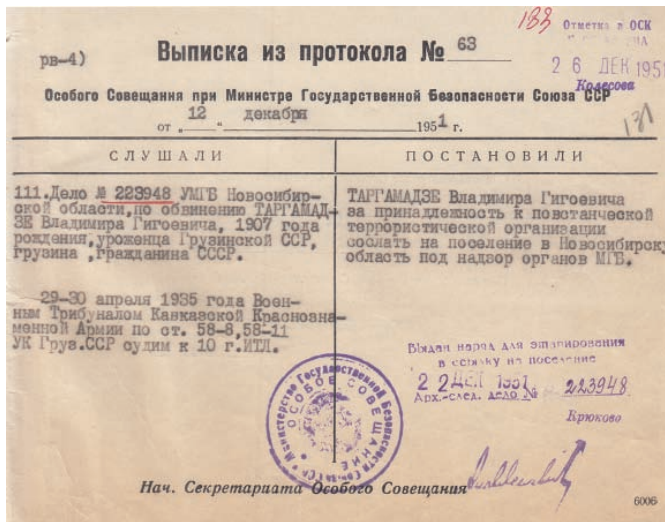 183
Отметка в ОСК
рв-4)
Выписка из протокола № 63
26 ДЕК 1951
Колесова
Особого Совещания при Министре Государственной Безопасности Союза ССР
131
от „ 12 “ декабря 1951 г.
СЛУШАЛИ
ПОСТАНОВИЛИ
111.Дело № 223948 УМГБ Новосибир-
ской области,по обвинению ТАРГАМАД-
ЗЕ Владимира Гигоевича, 1907 года
рождения,уроженца Грузинской ССР,
грузина ,гражданина СССР.
29-30 апреля 1935 года Воен-
ным Трибуналом Кавказской Краснозна-
менной Армии по ст. 58-8,58-11
УК Груз.ССР судим к 10 г.ИТЛ.
ТАРГАМАДЗЕ Владимира Гигоевича
за принадлежность к повстанческой
террористической организации
сослать на поселение в Новосибирску
область под надзор органов МГБ.
Выдан наряд для этапирования
в ссылку на поселение
22 ДЕК 1951
Арх.-след. дело № 223948
Крюково
Министерство Государственной Безопасности Союза ССР
ОСОБОЕ СОВЕЩАНИЕ
Нач. Секретариата Особого Совещания
6006